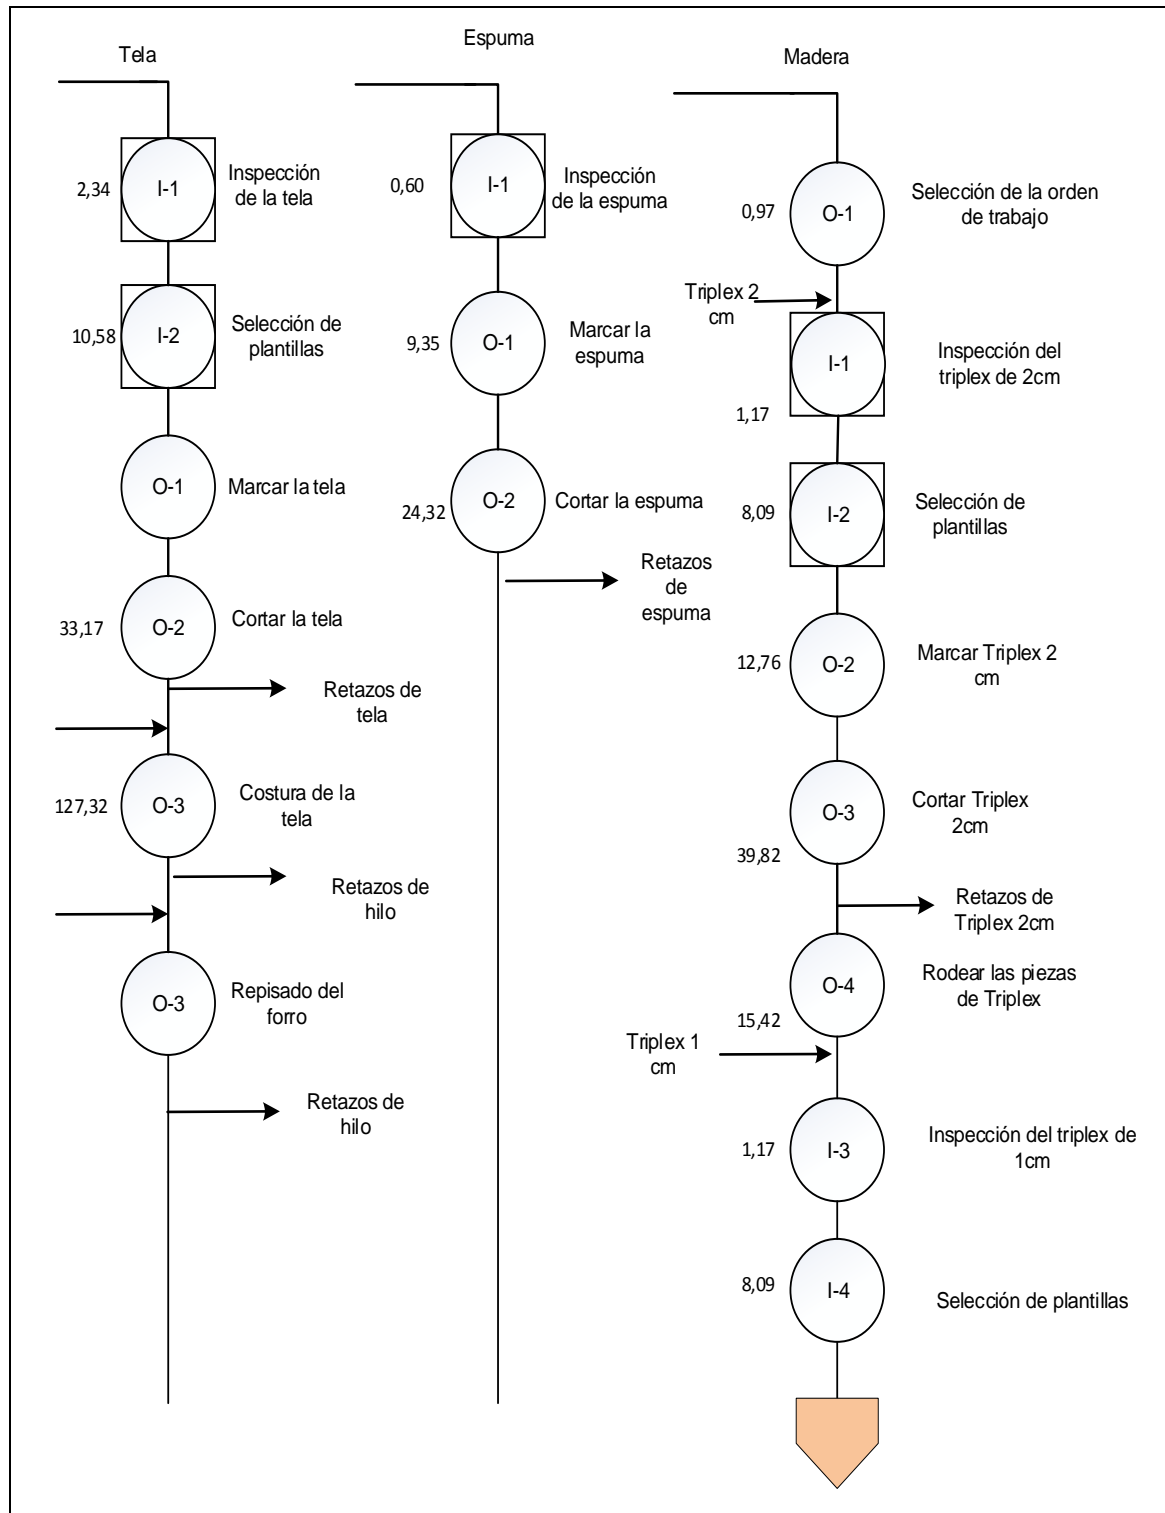 Tela
2,34
I-1
Inspección
de la tela
10,58
I-2
Selección de
plantillas
O-1
Marcar la tela
33,17
O-2
Cortar la tela
Retazos de
tela
127,32
O-3
Costura de la
tela
Retazos de
hilo
O-3
Repisado del
forro
Retazos de
hilo
Espuma
0,60
I-1
Inspección
de la espuma
9,35
O-1
Marcar la
espuma
24,32
O-2
Cortar la espuma
Retazos
de
espuma
Madera
0,97
O-1
Selección de la orden
de trabajo
Triplex 2
cm
I-1
1,17
Inspección del
triplex de 2cm
8,09
I-2
Selección de
plantillas
12,76
O-2
Marcar Triplex 2
cm
O-3
39,82
Cortar Triplex
2cm
Retazos de
Triplex 2cm
O-4
15,42
Rodear las piezas
de Triplex
Triplex 1
cm
1,17
I-3
Inspección del triplex de
1cm
8,09
I-4
Selección de plantillas